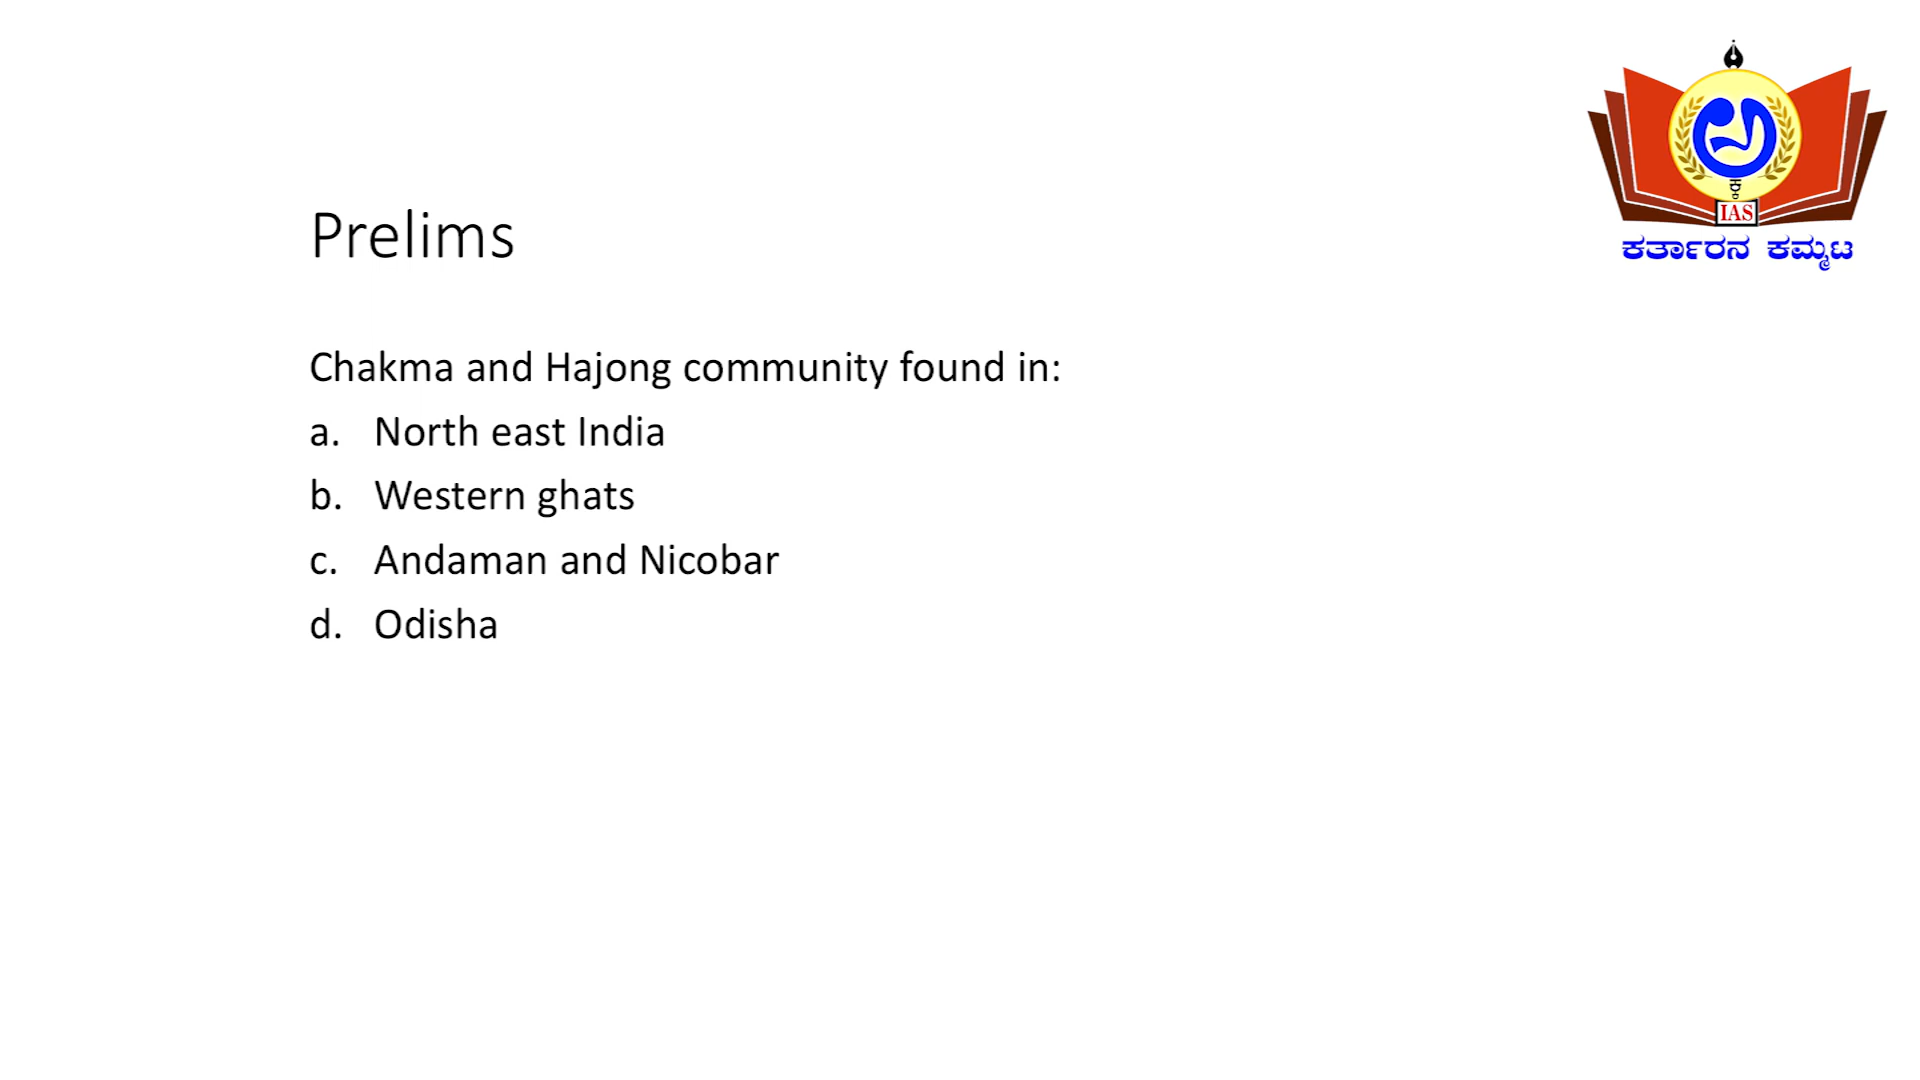 IAS
ಕರ್ತಾರನ ಕಮ್ಮಟ
Prelims
Chakma and Hajong community found in:
a. North east India
b. Western ghats
c. Andaman and Nicobar
d. Odisha